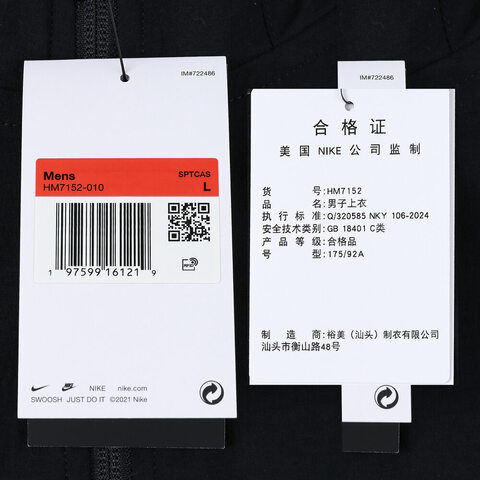 IM#722486
Mens
SPTCAS
HM7152-010
L
1 97599 16121 9
RFID
NIKE
nike.com
SWOOSH JUST DO IT ©2021 Nike
IM#722486
合格证
美国 NIKE 公司监制
货号:HM7152
品名:男子上衣
执行标准:Q/320585 NKY 106-2024
安全技术类别:GB 18401 C类
产品等级:合格品
号型:175/92A
制造商:裕美（汕头）制衣有限公司
汕头市衡山路48号